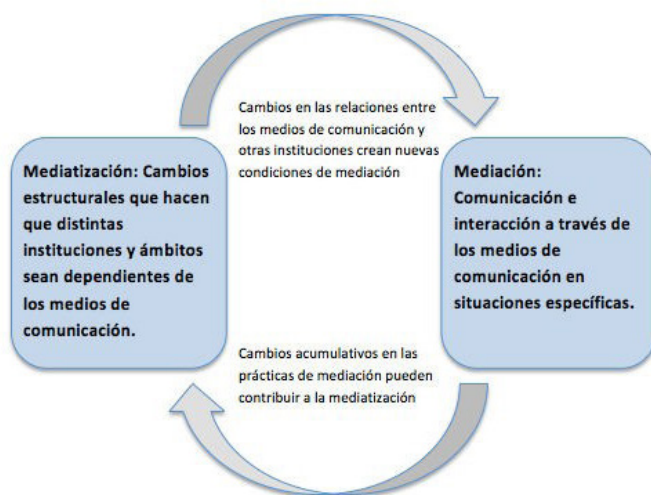 Cambios en las relaciones entre
los medios de comunicación y
otras instituciones crean nuevas
condiciones de mediación
Mediatización: Cambios
estructurales que hacen
que distintas
instituciones y ámbitos
sean dependientes de
los medios de
comunicación.
Mediación:
Comunicación e
interacción a través de
los medios de
comunicación en
situaciones específicas.
Cambios acumulativos en las
prácticas de mediación pueden
contribuir a la mediatización